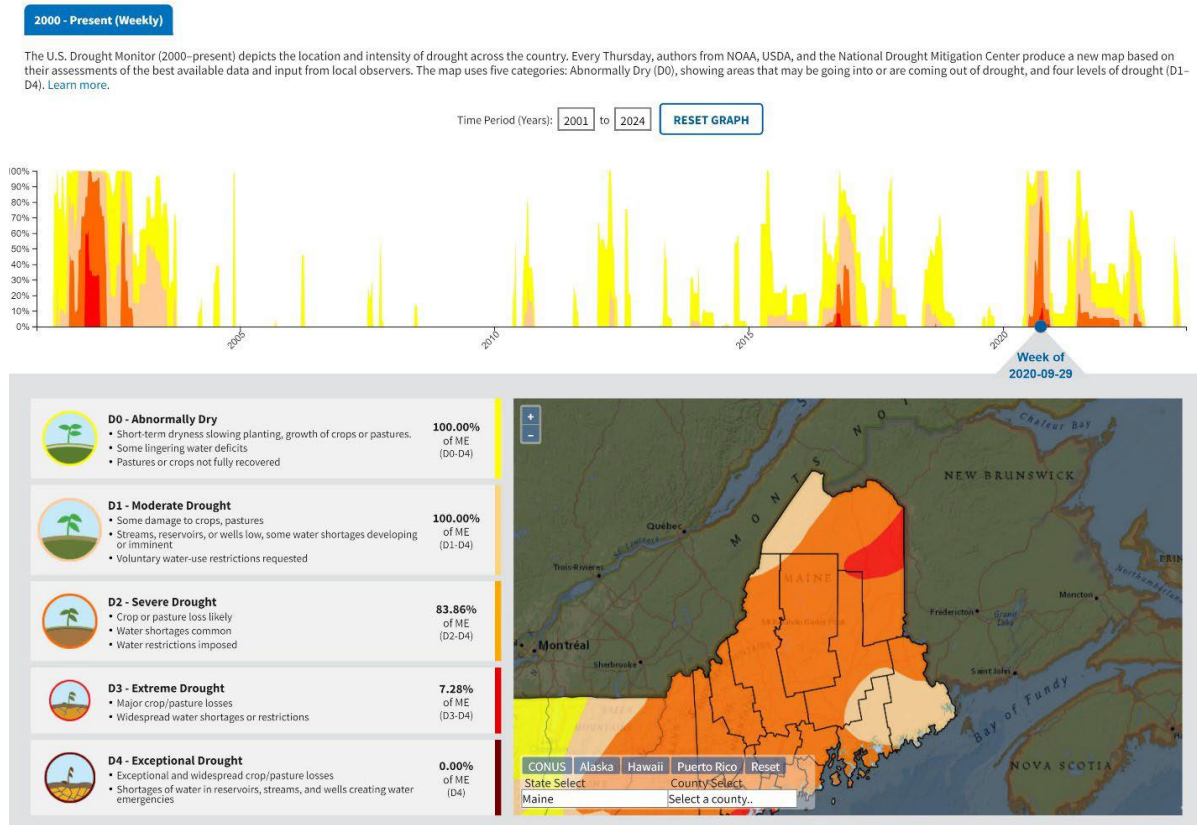 2000 - Present (Weekly)
The U.S. Drought Monitor (2000–present) depicts the location and intensity of drought across the country. Every Thursday, authors from NOAA, USDA, and the National Drought Mitigation Center produce a new map based on
their assessments of the best available data and input from local observers. The map uses five categories: Abnormally Dry (D0), showing areas that may be going into or are coming out of drought, and four levels of drought (D1–
D4). Learn more.
Time Period (Years): 2001 to 2024 RESET GRAPH
100%
90%
80%
70%
60%
50%
40%
30%
20%
10%
0%
2005
2010
2015
2020
Week of
2020-09-29
D0 - Abnormally Dry
• Short-term dryness slowing planting, growth of crops or pastures.
• Some lingering water deficits
• Pastures or crops not fully recovered
100.00%
of ME
(D0-D4)
D1 - Moderate Drought
• Some damage to crops, pastures
• Streams, reservoirs, or wells low, some water shortages developing
or imminent
• Voluntary water-use restrictions requested
100.00%
of ME
(D1-D4)
D2 - Severe Drought
• Crop or pasture loss likely
• Water shortages common
• Water restrictions imposed
83.86%
of ME
(D2-D4)
D3 - Extreme Drought
• Major crop/pasture losses
• Widespread water shortages or restrictions
7.28%
of ME
(D3-D4)
D4 - Exceptional Drought
• Exceptional and widespread crop/pasture losses
• Shortages of water in reservoirs, streams, and wells creating water
emergencies
0.00%
of ME
(D4)
+
−
MONTS NO
Chaleur Bay
NEW BRUNSWICK
Québec
St. Lawrence
Trois-Rivières
MAINE
PRIN
Northumberland
Moncton
Fredericton
Grand Lake
Montréal
Sherbrooke
Saint John
Bay of Fundy
NOVA SCOTIA
CONUS Alaska Hawaii Puerto Rico Reset
State Select County Select
Maine Select a county..